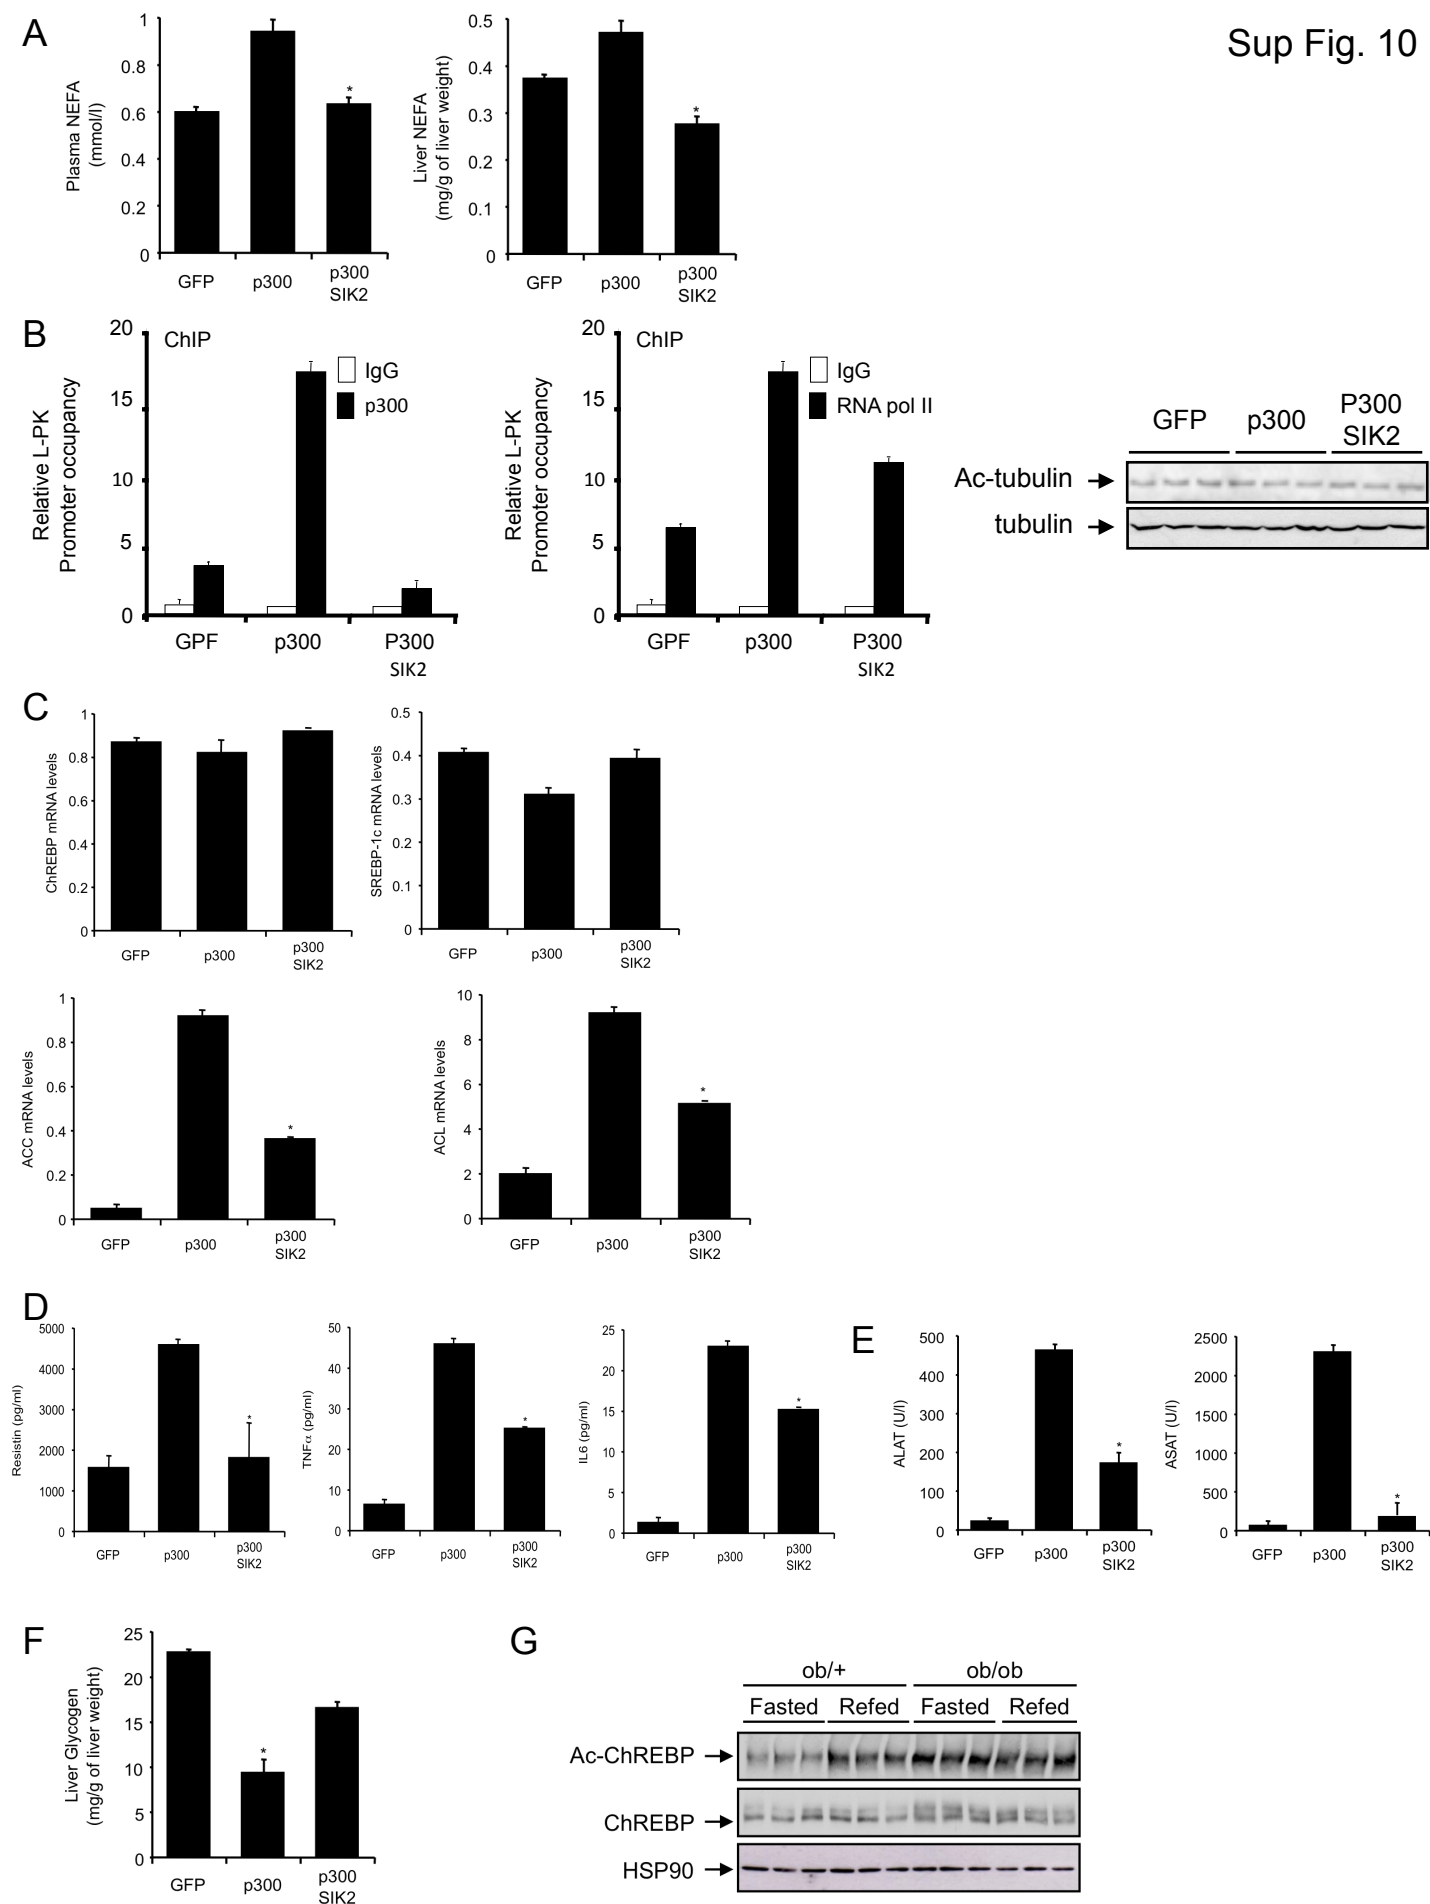 Sup Fig. 10
A
Plasma NEFA
(mmol/l)
1
0.8
0.6
0.4
0.2
0
*
GFP
p300
p300
SIK2
Liver NEFA
(mg/g of liver weight)
0.5
0.4
0.3
0.2
0.1
0
*
GFP
p300
p300
SIK2
B
Relative L-PK
Promoter occupancy
20
15
10
5
0
ChIP
IgG
p300
GPF
p300
P300
SIK2
Relative L-PK
Promoter occupancy
20
15
10
5
0
ChIP
IgG
RNA pol II
GPF
p300
P300
SIK2
GFP
p300
P300
SIK2
Ac-tubulin
tubulin
C
ChREBP mRNA levels
1
0.8
0.6
0.4
0.2
0
GFP
p300
p300
SIK2
SREBP-1c mRNA levels
0.5
0.4
0.3
0.2
0.1
0
GFP
p300
p300
SIK2
ACC mRNA levels
1
0.8
0.6
0.4
0.2
0
*
GFP
p300
p300
SIK2
ACL mRNA levels
10
8
6
4
2
0
*
GFP
p300
p300
SIK2
D
Resistin (pg/ml)
5000
4000
3000
2000
1000
0
*
GFP
p300
p300
SIK2
TNFα (pg/ml)
50
40
30
20
10
0
*
GFP
p300
p300
SIK2
IL6 (pg/ml)
25
20
15
10
5
0
*
GFP
p300
p300
SIK2
E
ALAT (U/l)
500
400
300
200
100
0
*
GFP
p300
p300
SIK2
ASAT (U/l)
2500
2000
1500
1000
500
0
*
GFP
p300
p300
SIK2
F
Liver Glycogen
(mg/g of liver weight)
25
20
15
10
5
0
*
GFP
p300
p300
SIK2
G
ob/+ ob/ob
Fasted Refed Fasted Refed
Ac-ChREBP
ChREBP
HSP90